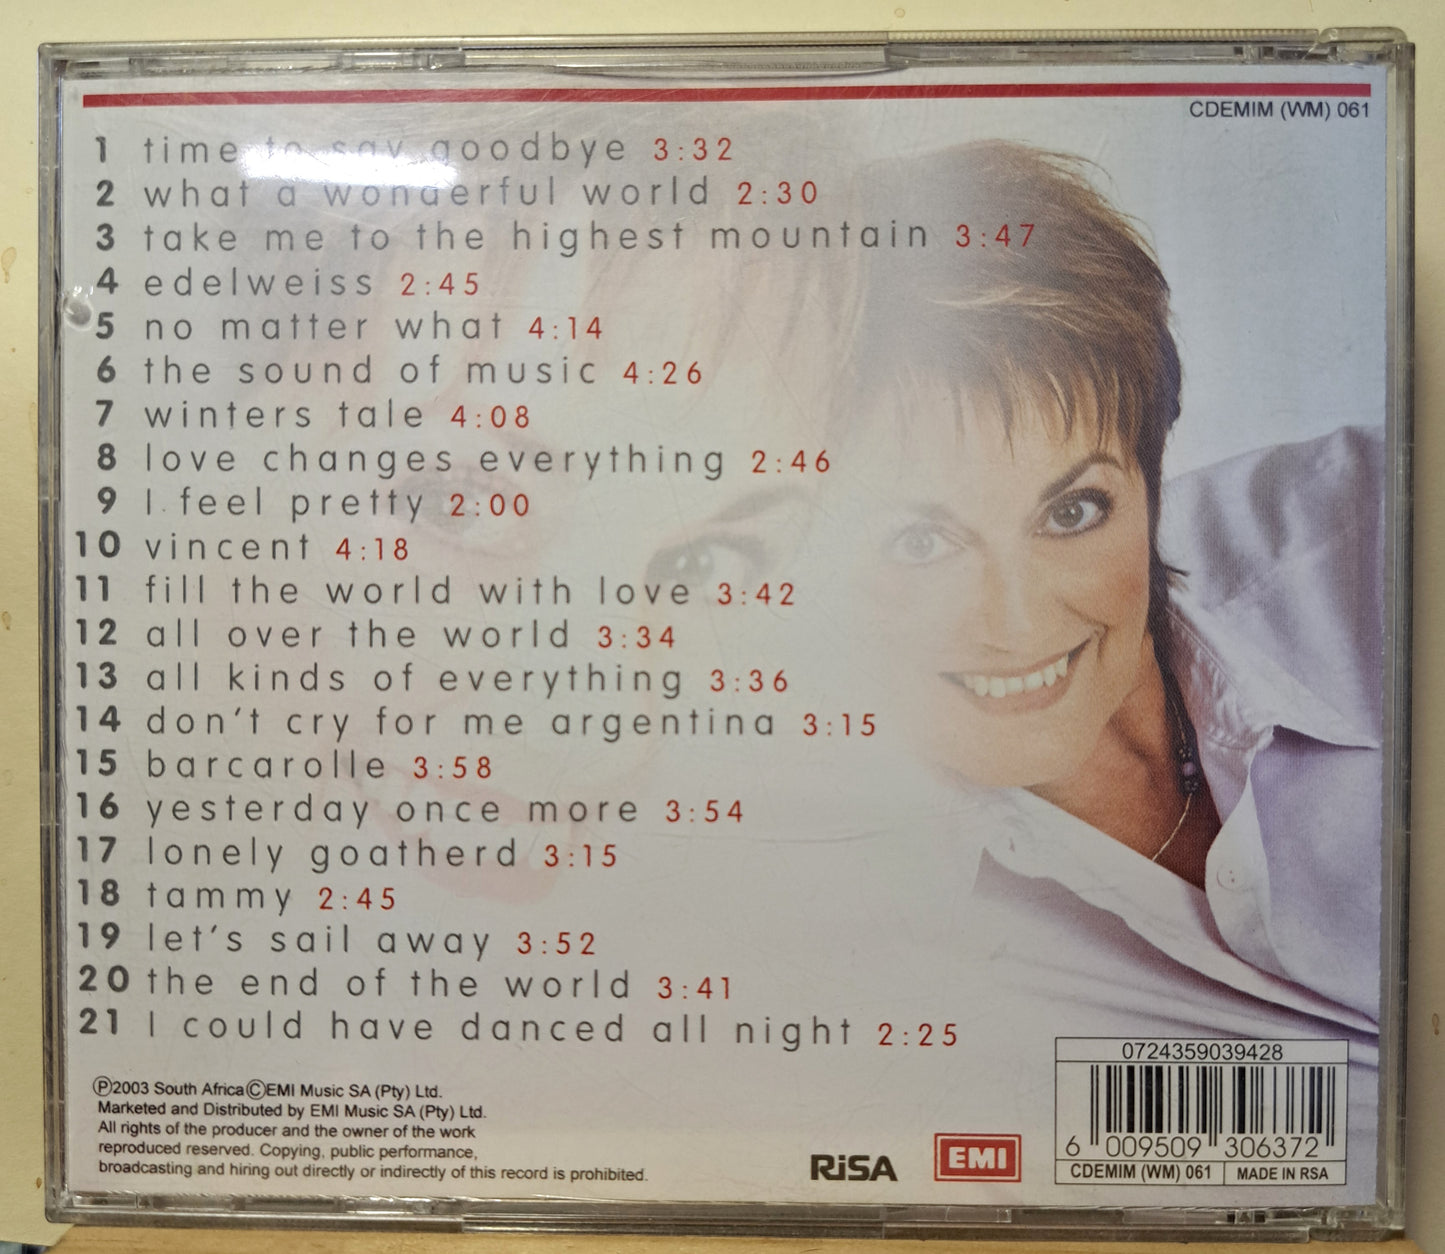 CDEMIM (WM) 061
1 time to say goodbye 3:32
2 what a wonderful world 2:30
3 take me to the highest mountain 3:47
4 edelweiss 2:45
5 no matter what 4:14
6 the sound of music 4:26
7 winters tale 4:08
8 love changes everything 2:46
9 I feel pretty 2:00
10 vincent 4:18
11 fill the world with love 3:42
12 all over the world 3:34
13 all kinds of everything 3:36
14 don't cry for me argentina 3:15
15 barcarolle 3:58
16 yesterday once more 3:54
17 lonely goatherd 3:15
18 tammy 2:45
19 let's sail away 3:52
20 the end of the world 3:41
21 I could have danced all night 2:25
Ⓟ2003 South Africa ©EMI Music SA (Pty) Ltd.
Marketed and Distributed by EMI Music SA (Pty) Ltd.
All rights of the producer and the owner of the work
reproduced reserved. Copying, public performance,
broadcasting and hiring out directly or indirectly of this record is prohibited.
RiSA
EMI
0724359039428
6 009509 306372
CDEMIM (WM) 061 MADE IN RSA